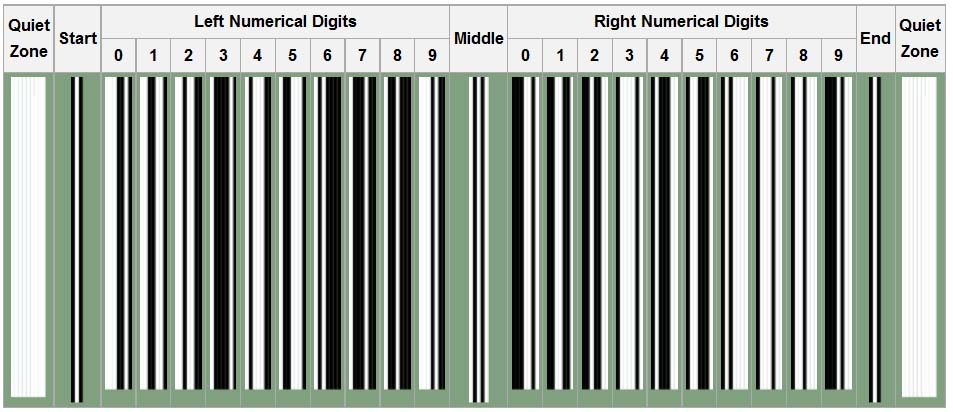 Quiet Zone
Start
Left Numerical Digits
0 1 2 3 4 5 6 7 8 9
Middle
Right Numerical Digits
0 1 2 3 4 5 6 7 8 9
End
Quiet Zone